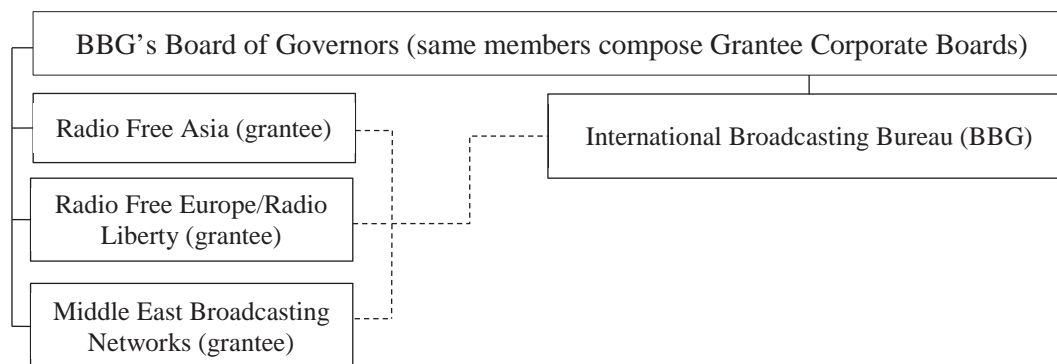 BBG’s Board of Governors (same members compose Grantee Corporate Boards)
Radio Free Asia (grantee)
International Broadcasting Bureau (BBG)
Radio Free Europe/Radio
Liberty (grantee)
Middle East Broadcasting
Networks (grantee)